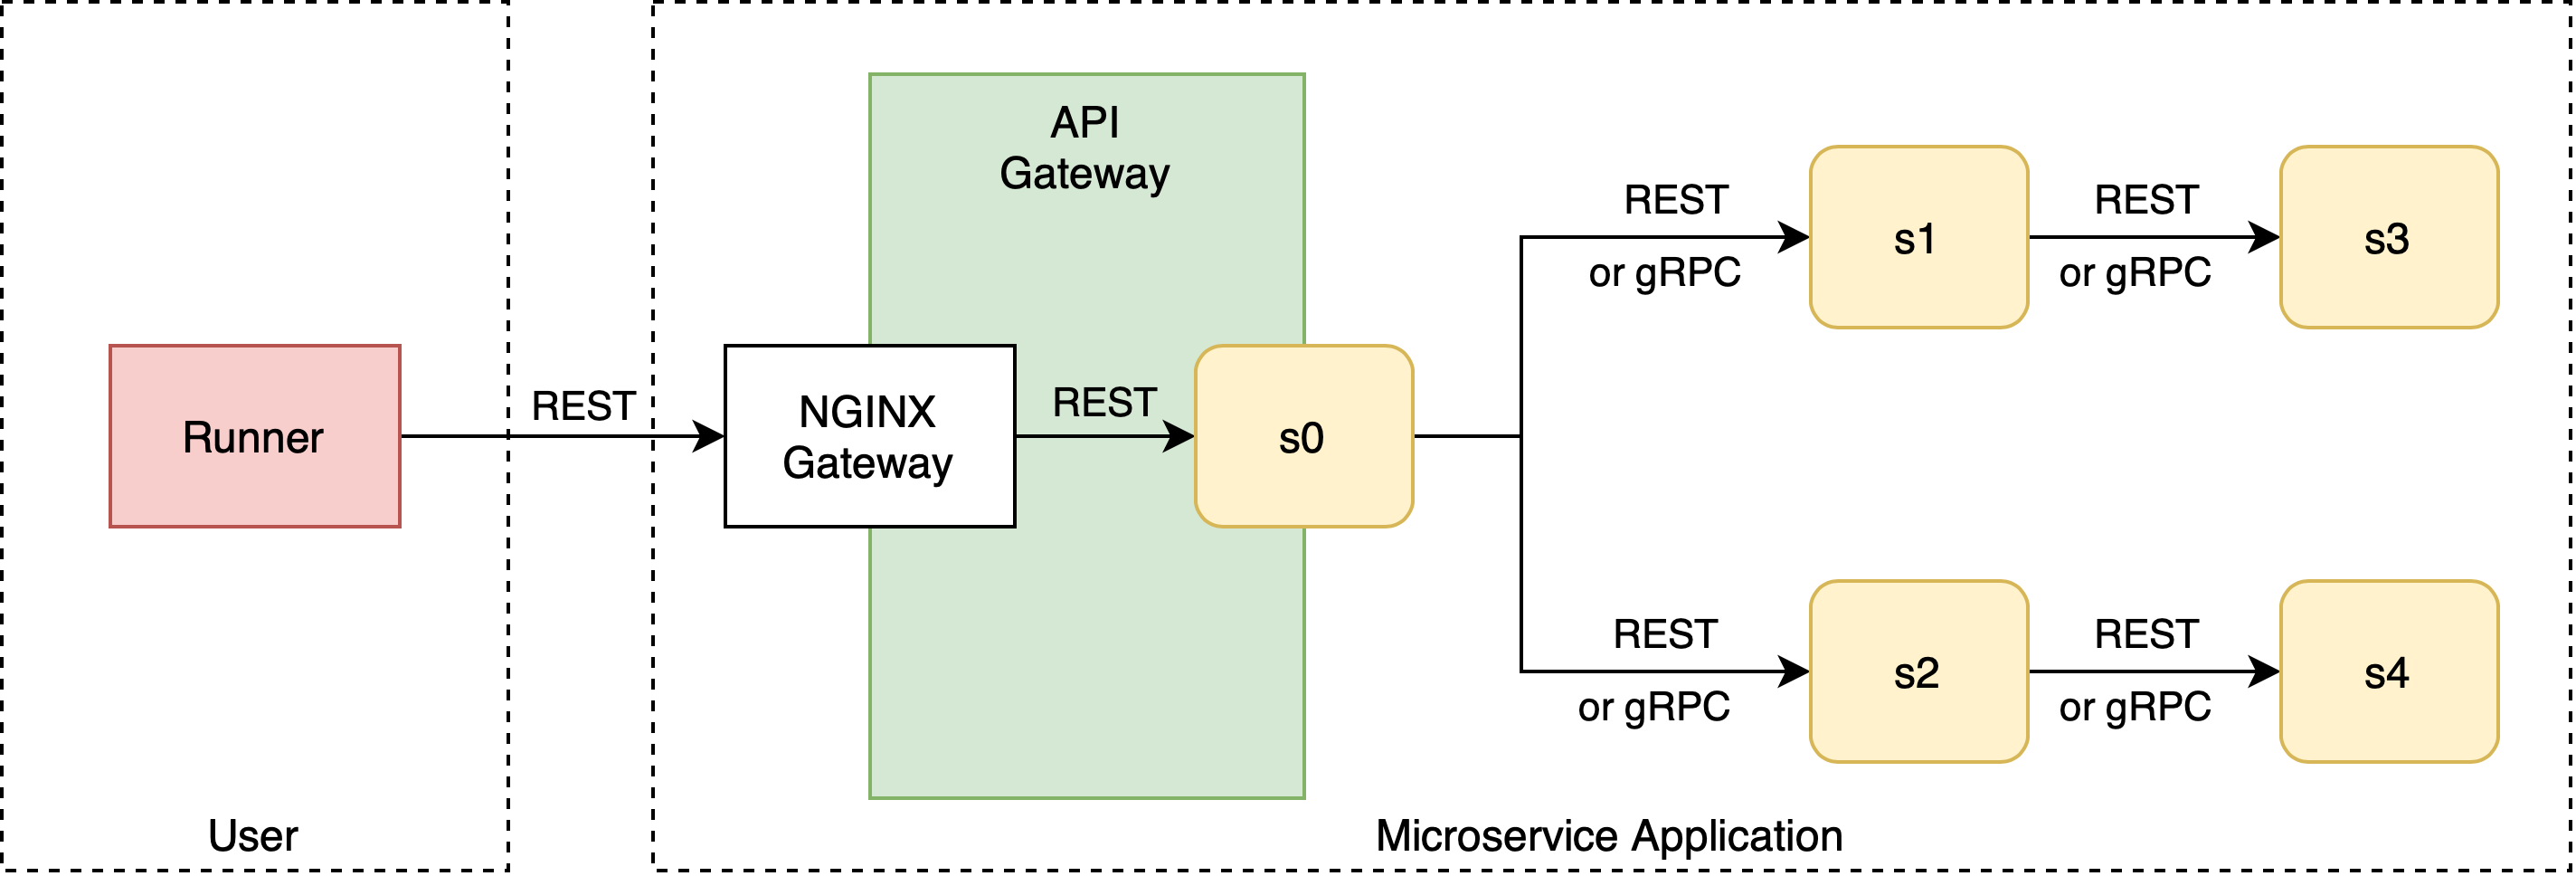 Runner
User
REST
API
Gateway
NGINX
Gateway
REST
s0
REST
or gRPC
s1
REST
or gRPC
s3
REST
or gRPC
s2
REST
or gRPC
s4
Microservice Application